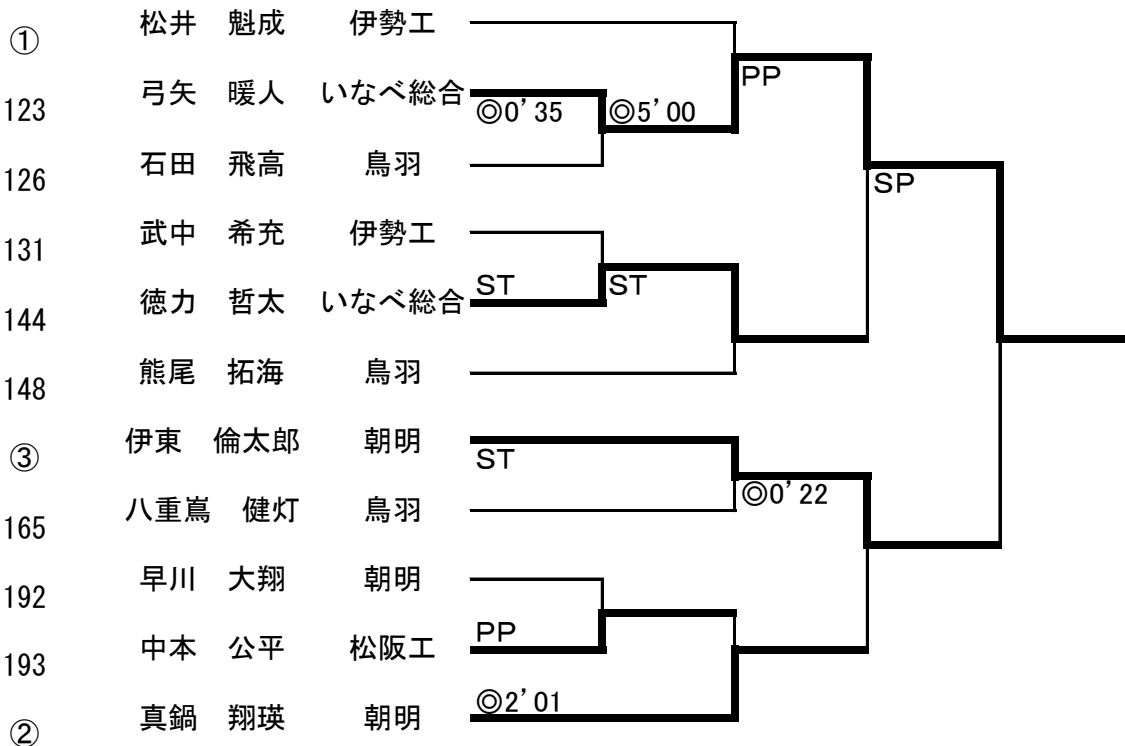 ① 松井 魁成 伊勢工
PP
123 弓矢 暖人 いなべ総合 ◎0'35 ◎5'00
126 石田 飛高 鳥羽
SP
131 武中 希充 伊勢工
144 徳力 哲太 いなべ総合 ST ST
148 熊尾 拓海 鳥羽
③ 伊東 倫太郎 朝明 ST
165 八重嶌 健灯 鳥羽 ◎0'22
192 早川 大翔 朝明
193 中本 公平 松阪工 PP
② 真鍋 翔瑛 朝明 ◎2'01